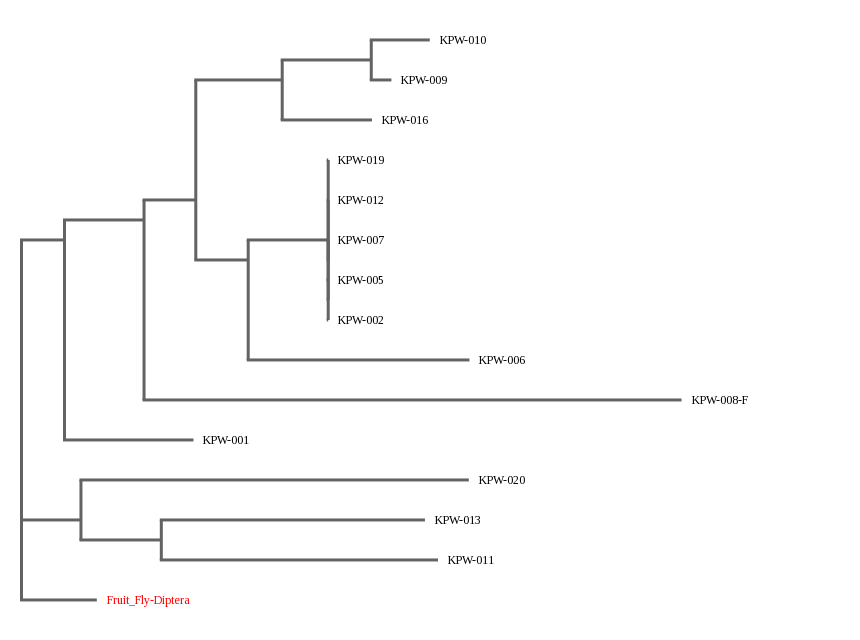 KPW-010
KPW-009
KPW-016
KPW-019
KPW-012
KPW-007
KPW-005
KPW-002
KPW-006
KPW-008-F
KPW-001
KPW-020
KPW-013
KPW-011
Fruit_Fly-Diptera